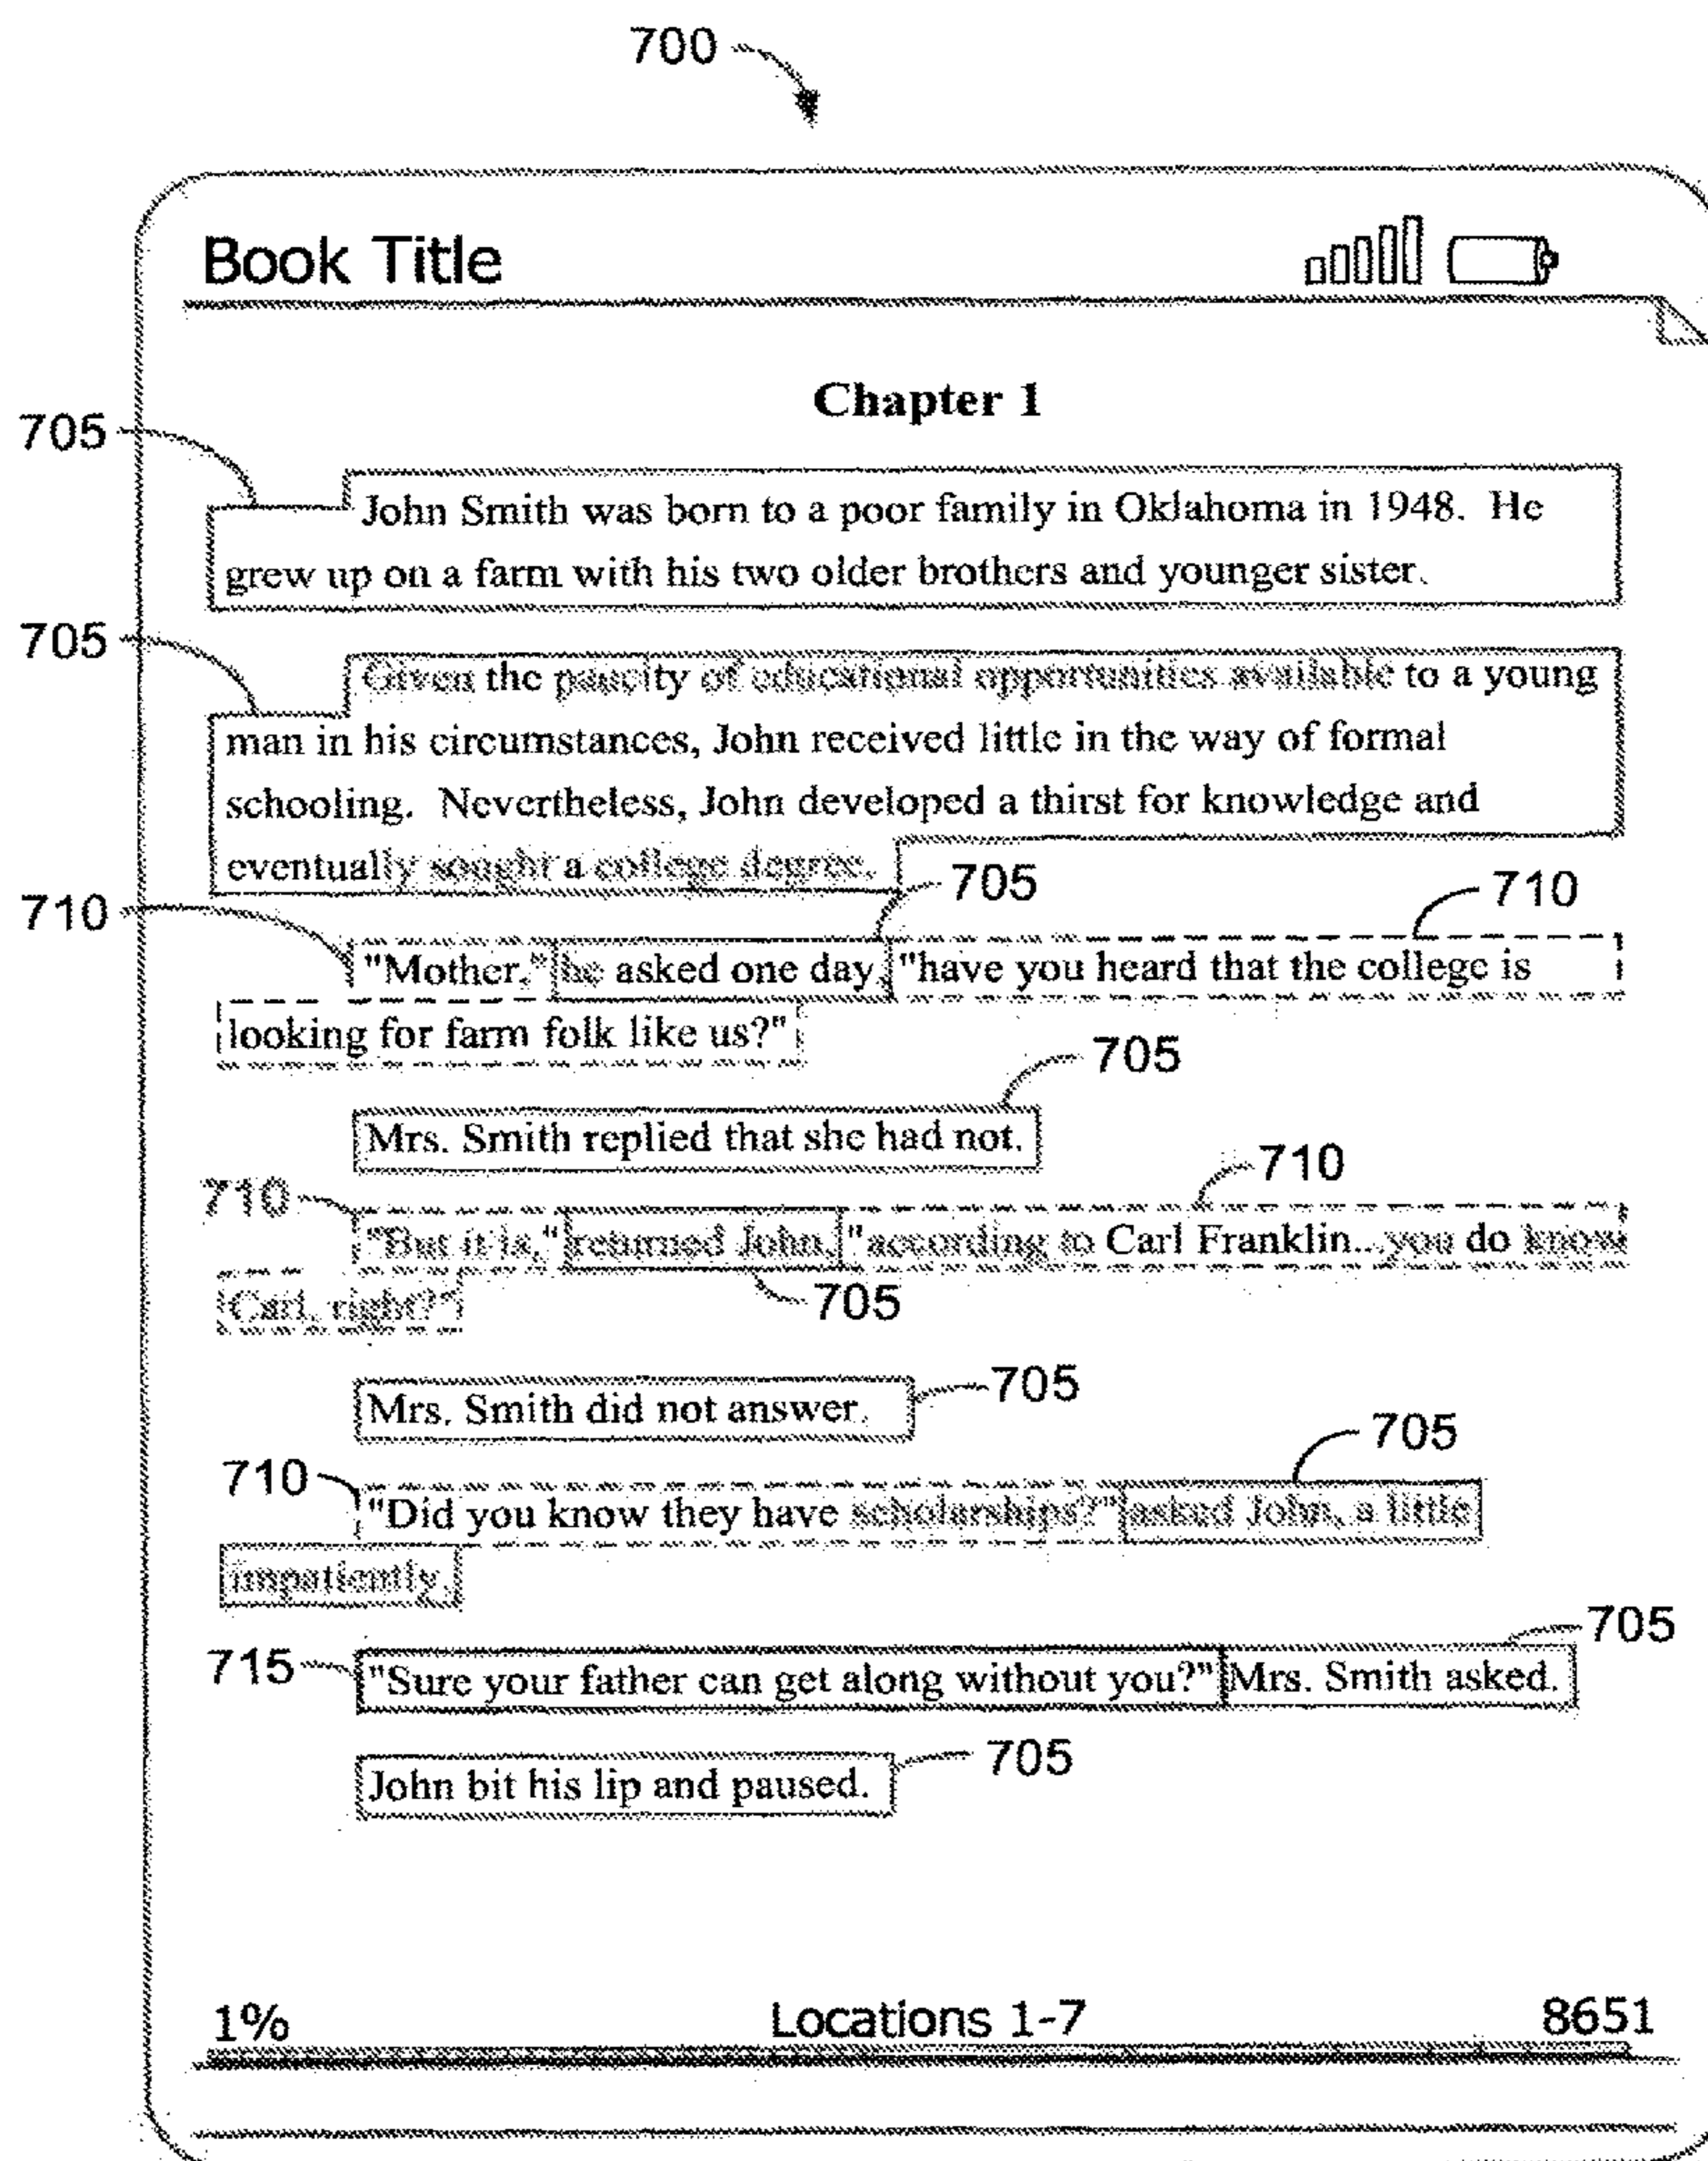 700
Book Title
Chapter 1
705
John Smith was born to a poor family in Oklahoma in 1948. He
grew up on a farm with his two older brothers and younger sister.
705
Given the paucity of educational opportunities available to a young
man in his circumstances, John received little in the way of formal
schooling. Nevertheless, John developed a thirst for knowledge and
eventually sought a college degree.
705
710
710
"Mother," he asked one day, "have you heard that the college is
looking for farm folk like us?"
705
Mrs. Smith replied that she had not.
710
710
"But it is," returned John, "according to Carl Franklin...you do know
Carl, right?"
705
Mrs. Smith did not answer.
705
705
710
"Did you know they have scholarships?" asked John, a little
impatiently.
705
715
"Sure your father can get along without you?" Mrs. Smith asked.
705
John bit his lip and paused.
1%
Locations 1-7
8651